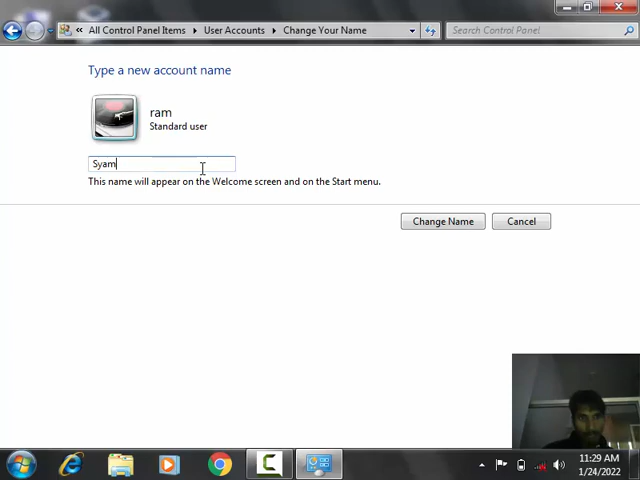 « All Control Panel Items User Accounts Change Your Name
Search Control Panel
Type a new account name
ram
Standard user
Syam
This name will appear on the Welcome screen and on the Start menu.
Change Name Cancel
C
11:29 AM
1/24/2022